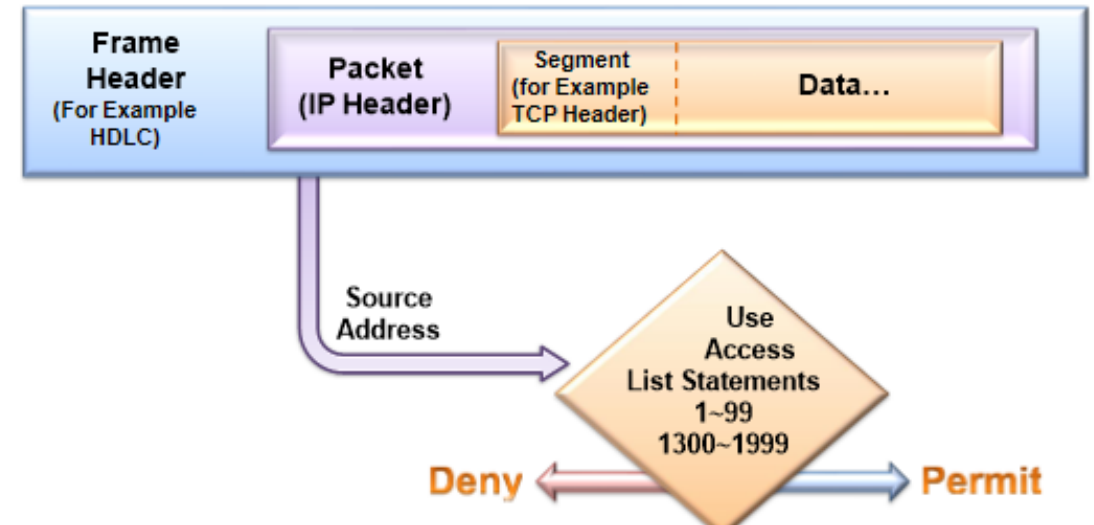 Frame
Header
(For Example
HDLC)
Packet
(IP Header)
Segment
(for Example
TCP Header)
Data...
Source
Address
Use
Access
List Statements
1~99
1300~1999
Deny
Permit